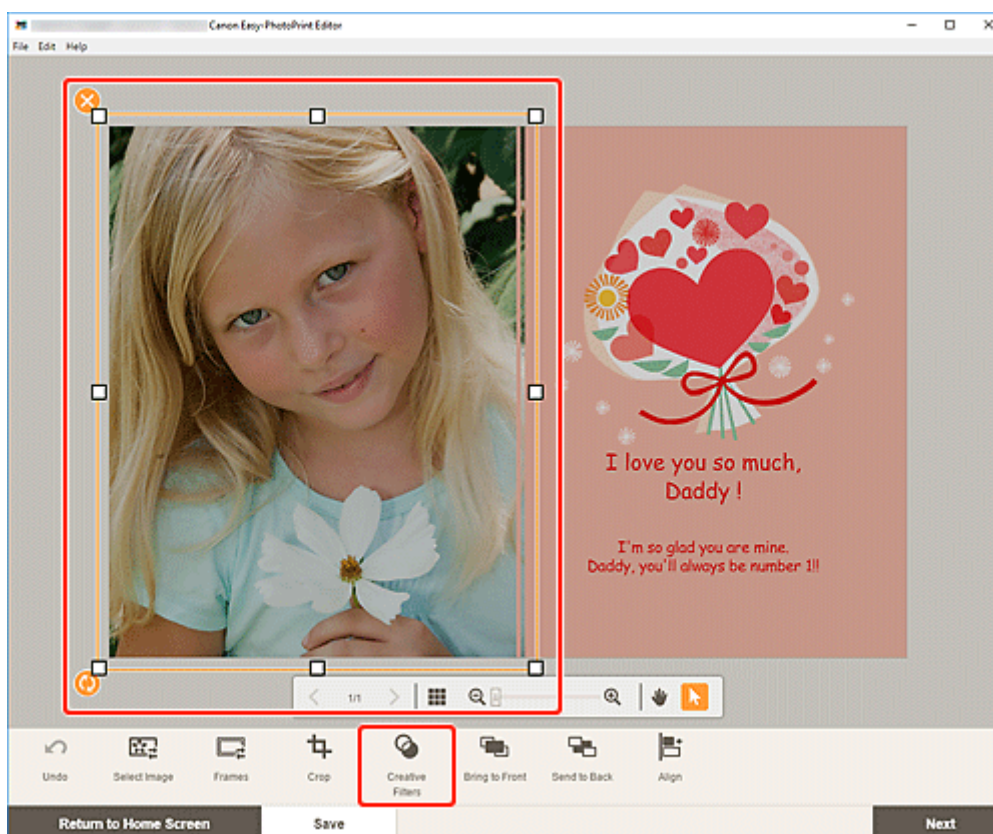 Canon Easy-PhotoPrint Editor
File Edit Help
I love you so much,
Daddy !
I'm so glad you are mine.
Daddy, you'll always be number 1!!
1/1
Undo
Select Image
Frames
Crop
Creative
Filters
Bring to Front
Send to Back
Align
Return to Home Screen
Save
Next